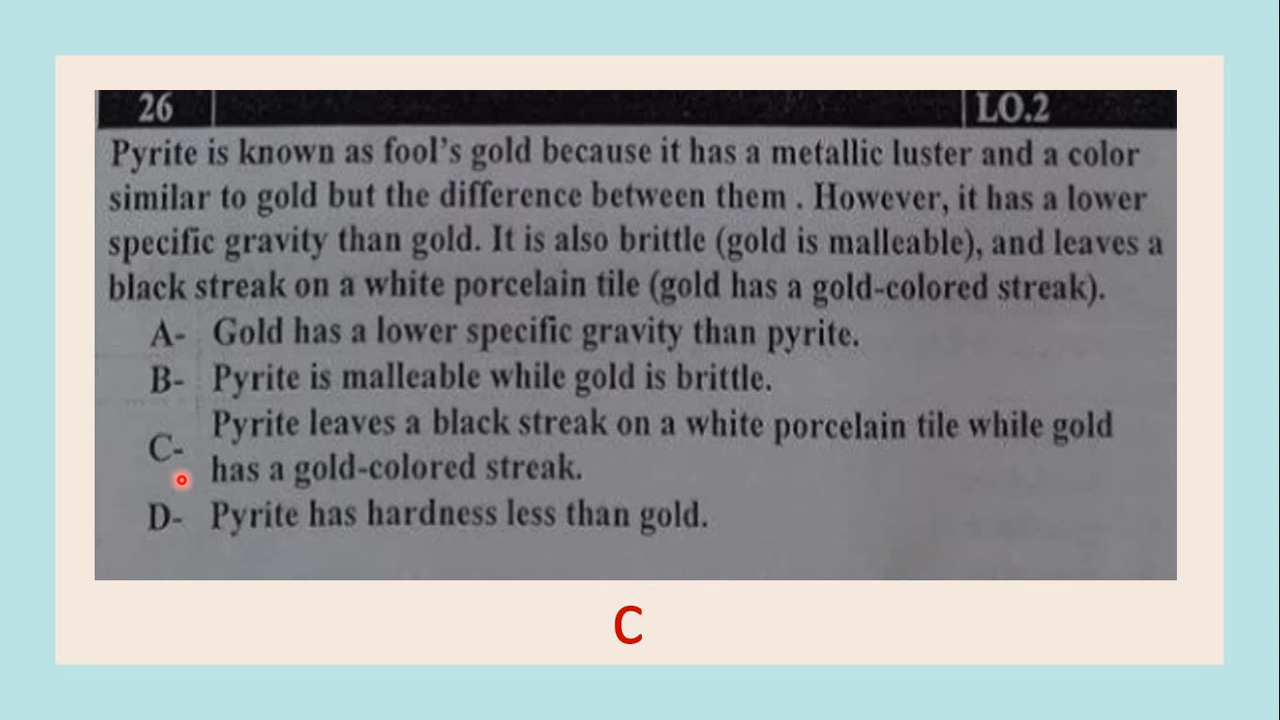 26 LO.2
Pyrite is known as fool's gold because it has a metallic luster and a color
similar to gold but the difference between them . However, it has a lower
specific gravity than gold. It is also brittle (gold is malleable), and leaves a
black streak on a white porcelain tile (gold has a gold-colored streak).
A- Gold has a lower specific gravity than pyrite.
B- Pyrite is malleable while gold is brittle.
C- Pyrite leaves a black streak on a white porcelain tile while gold
has a gold-colored streak.
D- Pyrite has hardness less than gold.
C